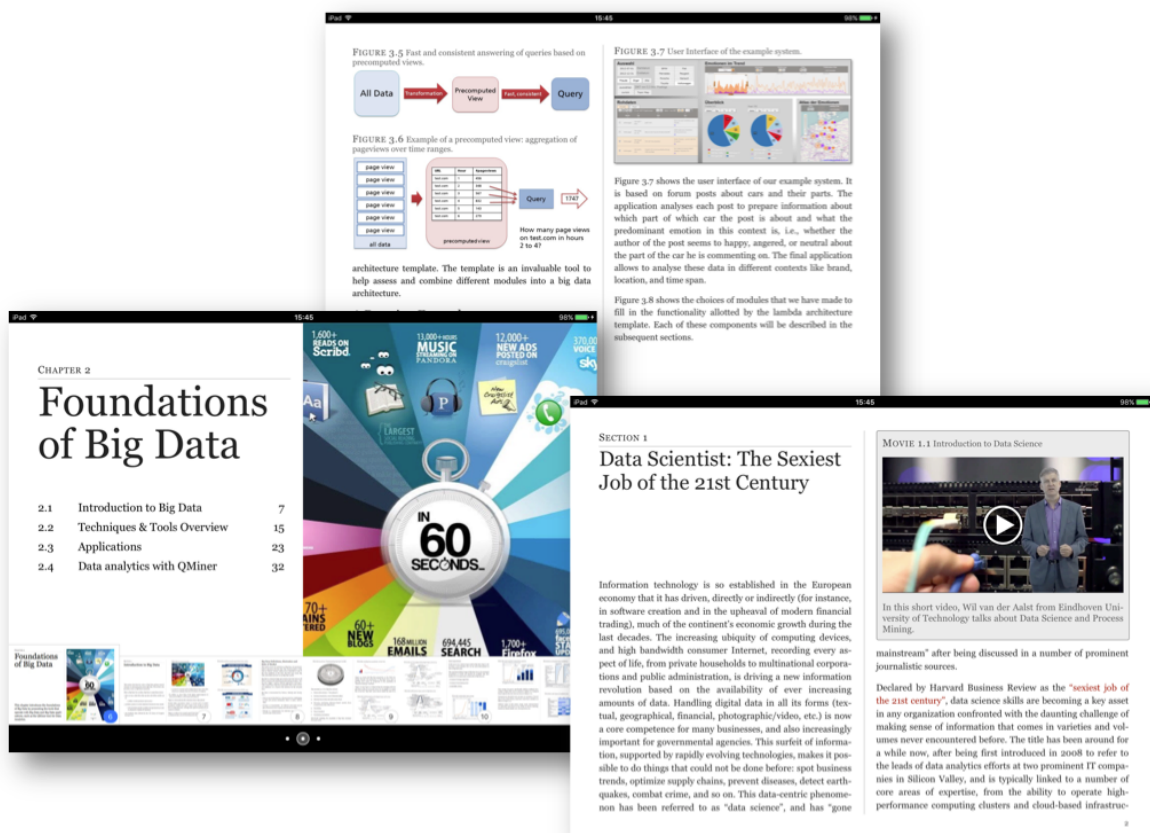 iPad
15:45
98%
FIGURE 3.5 Fast and consistent answering of queries based on
precomputed views.
All Data
Transformation
Precomputed
View
Fast, consistent
Query
FIGURE 3.6 Example of a precomputed view: aggregation of
pageviews over time ranges.
page view
page view
page view
page view
page view
page view
all data
precomputed view
Query
1747
How many page views
on test.com in hours
2 to 4?
architecture template. The template is an invaluable tool to
help assess and combine different modules into a big data
architecture.
FIGURE 3.7 User Interface of the example system.
Figure 3.7 shows the user interface of our example system. It
is based on forum posts about cars and their parts. The
application analyses each post to prepare information about
which part of which car the post is about and what the
predominant emotion in this context is, i.e., whether the
author of the post seems to happy, angered, or neutral about
the part of the car he is commenting on. The final application
allows to analyse these data in different contexts like brand,
location, and time span.
Figure 3.8 shows the choices of modules that we have made to
fill in the functionality allotted by the lambda architecture
template. Each of these components will be described in the
subsequent sections.
iPad
15:45
98%
CHAPTER 2
Foundations
of Big Data
2.1 Introduction to Big Data 7
2.2 Techniques & Tools Overview 15
2.3 Applications 23
2.4 Data analytics with QMiner 32
1,600+
READS ON
Scribd.
13,000+ HOURS
MUSIC
STREAMING ON
PANDORA
12,000+
NEW ADS
POSTED ON
craigslist
370,00
VOICE
sky
Aa
P
THE
LARGEST
IN
60
SECONDS...
70+
AINS
ERED
60+
NEW
BLOGS
168 MILLION
EMAILS
694,445
SEARCH
1,700+
Firefox
Foundations
of Big Data
6
7
8
9
10
iPad
15:45
98%
SECTION 1
Data Scientist: The Sexiest
Job of the 21st Century
Information technology is so established in the European
economy that it has driven, directly or indirectly (for instance,
in software creation and in the upheaval of modern financial
trading), much of the continent's economic growth during the
last decades. The increasing ubiquity of computing devices,
and high bandwidth consumer Internet, recording every as-
pect of life, from private households to multinational corpora-
tions and public administration, is driving a new information
revolution based on the availability of ever increasing
amounts of data. Handling digital data in all its forms (tex-
tual, geographical, financial, photographic/video, etc.) is now
a core competence for many businesses, and also increasingly
important for governmental agencies. This surfeit of informa-
tion, supported by rapidly evolving technologies, makes it pos-
sible to do things that could not be done before: spot business
trends, optimize supply chains, prevent diseases, detect earth-
quakes, combat crime, and so on. This data-centric phenome-
non has been referred to as "data science", and has "gone
MOVIE 1.1 Introduction to Data Science
In this short video, Wil van der Aalst from Eindhoven Uni-
versity of Technology talks about Data Science and Process
Mining.
mainstream" after being discussed in a number of prominent
journalistic sources.
Declared by Harvard Business Review as the "sexiest job of
the 21st century", data science skills are becoming a key asset
in any organization confronted with the daunting challenge of
making sense of information that comes in varieties and vol-
umes never encountered before. The title has been around for
a while now, after being first introduced in 2008 to refer to
the leads of data analytics efforts at two prominent IT compa-
nies in Silicon Valley, and is typically linked to a number of
core areas of expertise, from the ability to operate high-
performance computing clusters and cloud-based infrastruc-
2